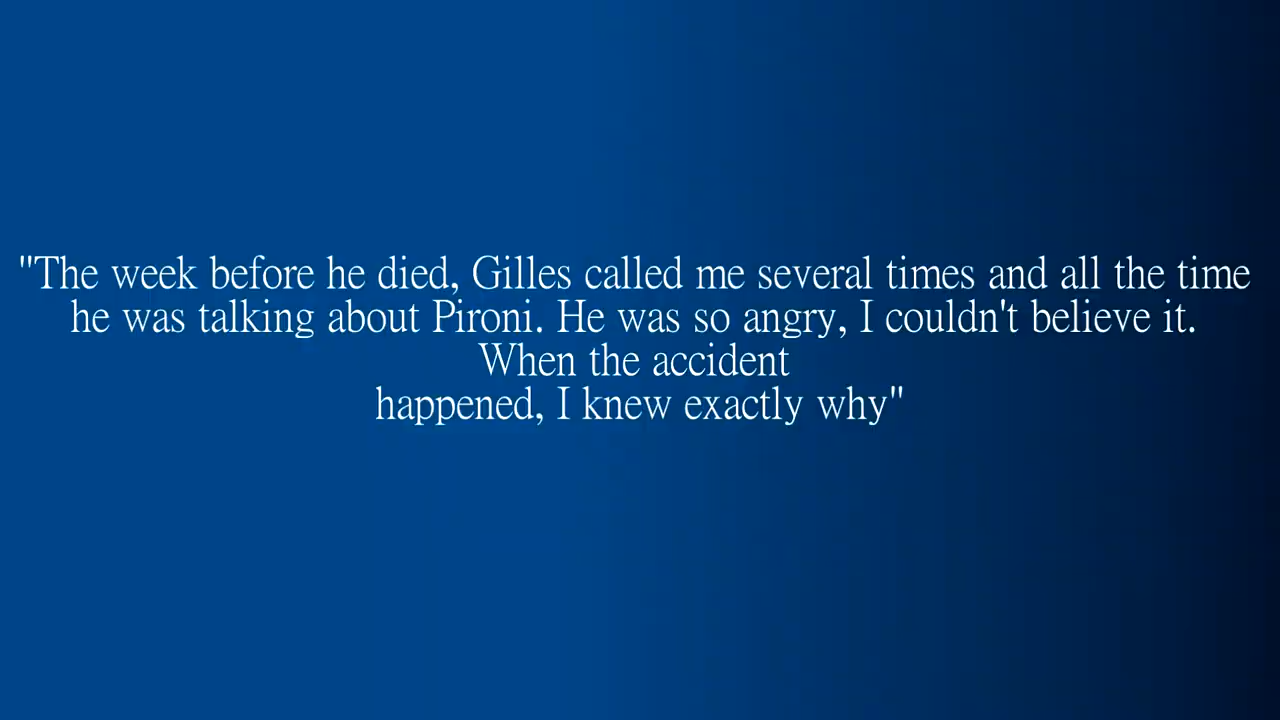 "The week before he died, Gilles called me several times and all the time
he was talking about Pironi. He was so angry, I couldn't believe it.
When the accident
happened, I knew exactly why"